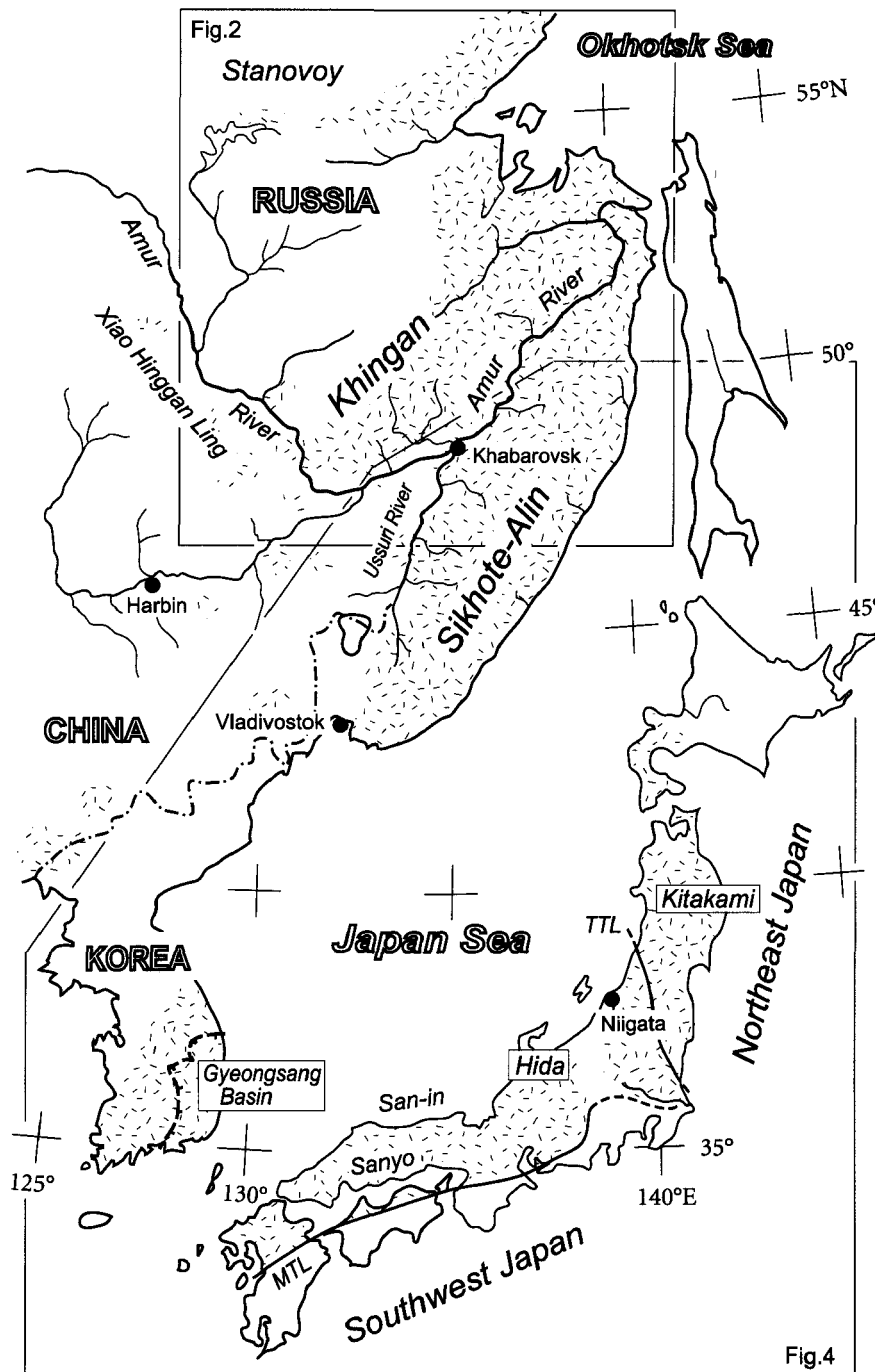 Fig.2
Stanovoy
Okhotsk Sea
55°N
RUSSIA
Amur
River
Xiao Hinggan Ling
Khingan
Amur
River
50°
Khabarovsk
Ussuri River
Sikhote-Alin
Harbin
45°
Vladivostok
CHINA
Kitakami
Northeast Japan
TTL
Japan Sea
KOREA
Niigata
Hida
Gyeongsang
Basin
San-in
Sanyo
35°
125°
130°
140°E
MTL
Southwest Japan
Fig.4